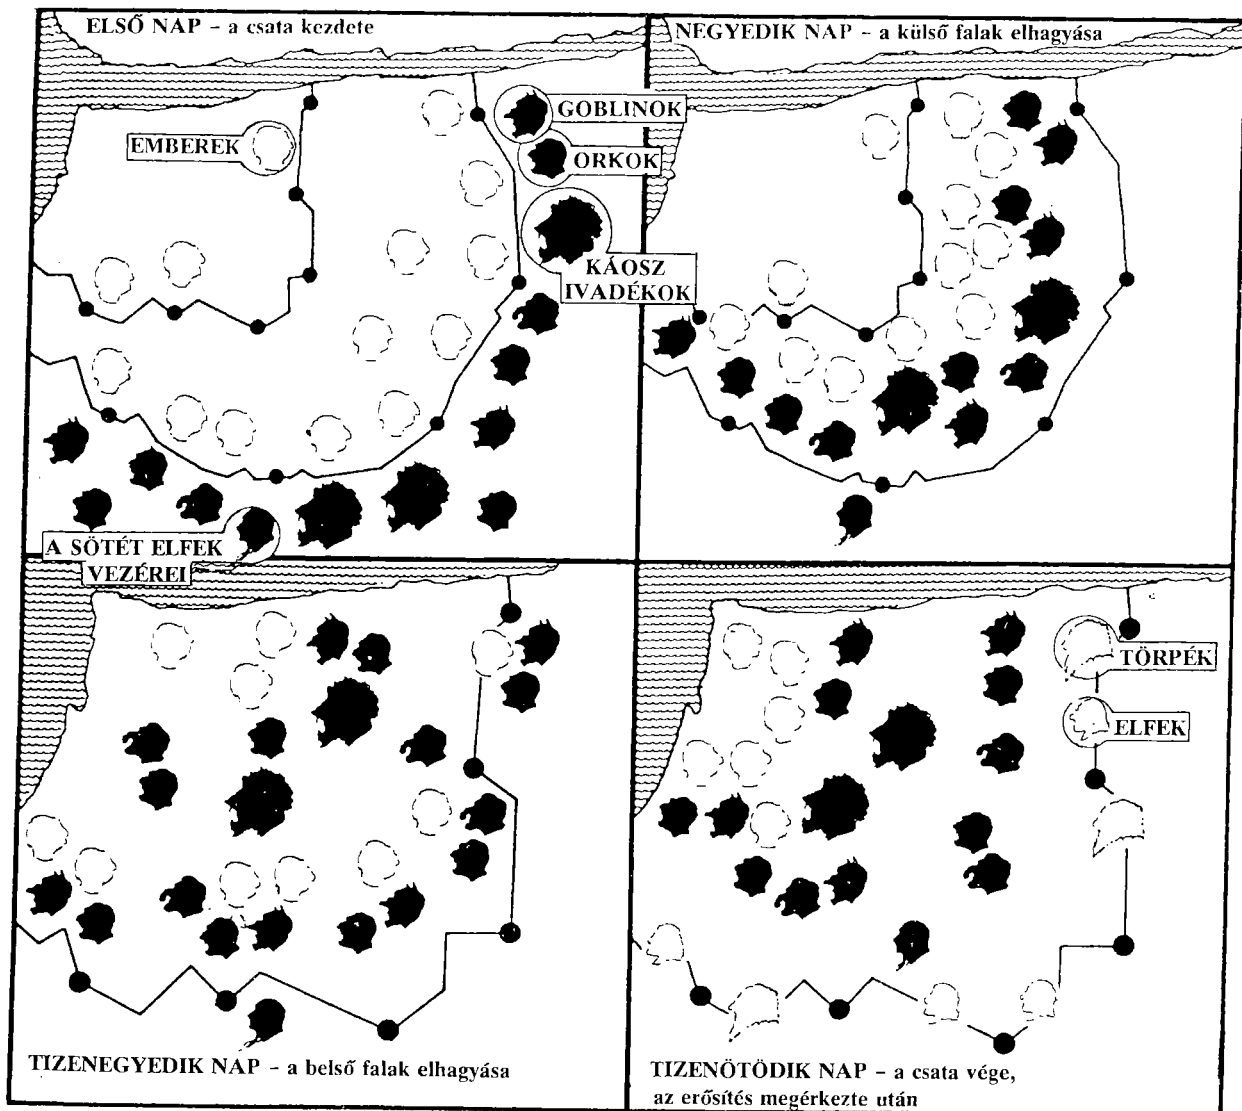 ELSŐ NAP – a csata kezdete
EMBEREK
GOBLINOK
ORKOK
KÁOSZ
IVADÉKOK
A SÖTÉT ELFEK
VEZÉREI
NEGYEDIK NAP – a külső falak elhagyása
TIZENEGYEDIK NAP – a belső falak elhagyása
TÖRPÉK
ELFEK
TIZENÖTÖDIK NAP – a csata vége,
az erősítés megérkezte után